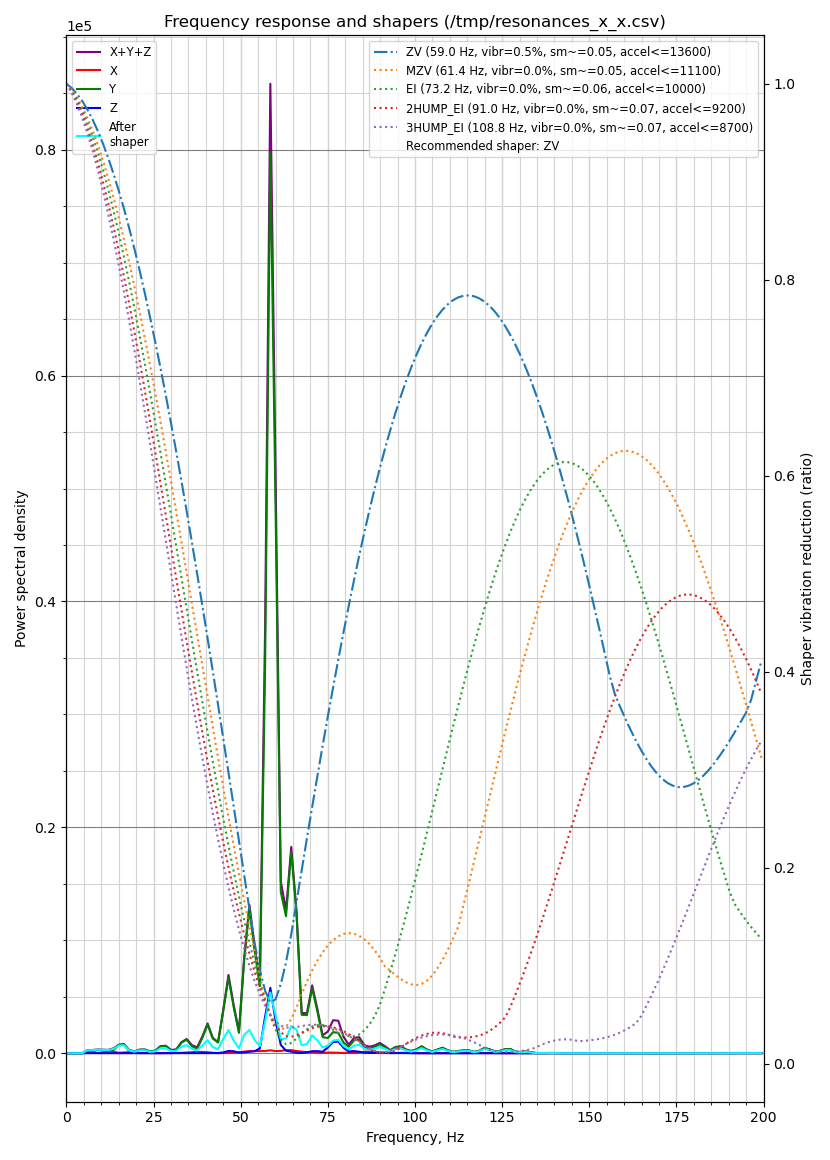 Frequency response and shapers (/tmp/resonances_x_x.csv)
1e5
X+Y+Z
X
Y
Z
After
shaper
ZV (59.0 Hz, vibr=0.5%, sm~=0.05, accel<=13600)
MZV (61.4 Hz, vibr=0.0%, sm~=0.05, accel<=11100)
EI (73.2 Hz, vibr=0.0%, sm~=0.06, accel<=10000)
2HUMP_EI (91.0 Hz, vibr=0.0%, sm~=0.07, accel<=9200)
3HUMP_EI (108.8 Hz, vibr=0.0%, sm~=0.07, accel<=8700)
Recommended shaper: ZV
Power spectral density
0.8
0.6
0.4
0.2
0.0
1.0
0.8
0.6
0.4
0.2
0.0
Shaper vibration reduction (ratio)
0 25 50 75 100 125 150 175 200
Frequency, Hz